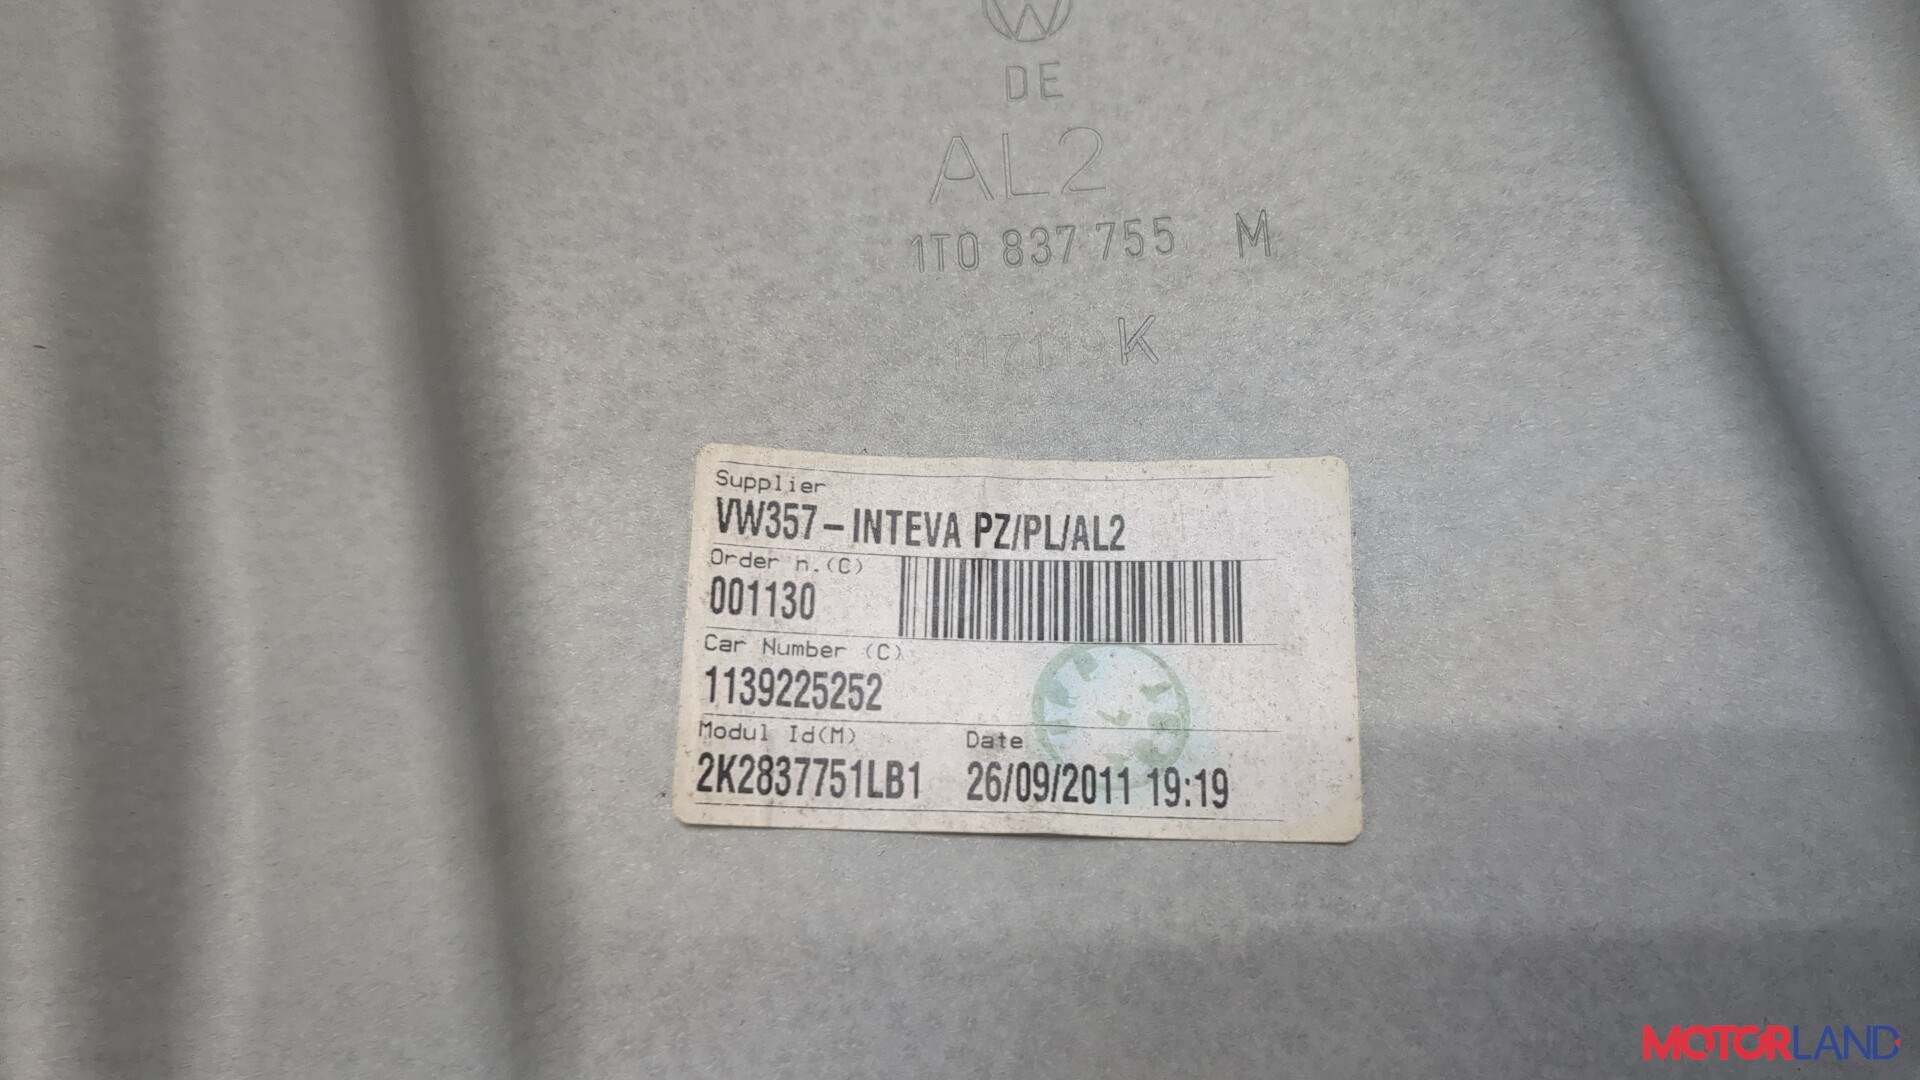 DE
AL2
1T0 837 755 M
K
Supplier
VW357-INTEVA PZ/PL/AL2
Order n.(C)
001130
Car Number (C)
1139225252
Modul Id(M) Date
2K2837751LB1 26/09/2011 19:19
MOTORLAND